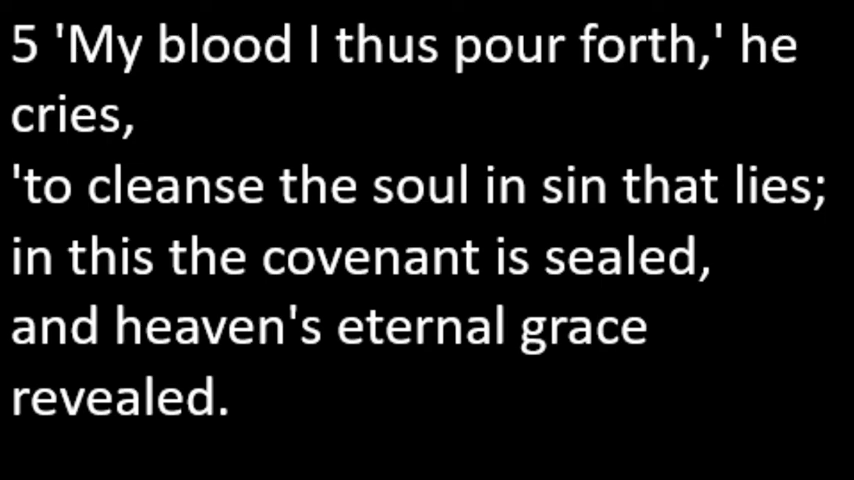 5 'My blood I thus pour forth,' he
cries,
'to cleanse the soul in sin that lies;
in this the covenant is sealed,
and heaven's eternal grace
revealed.